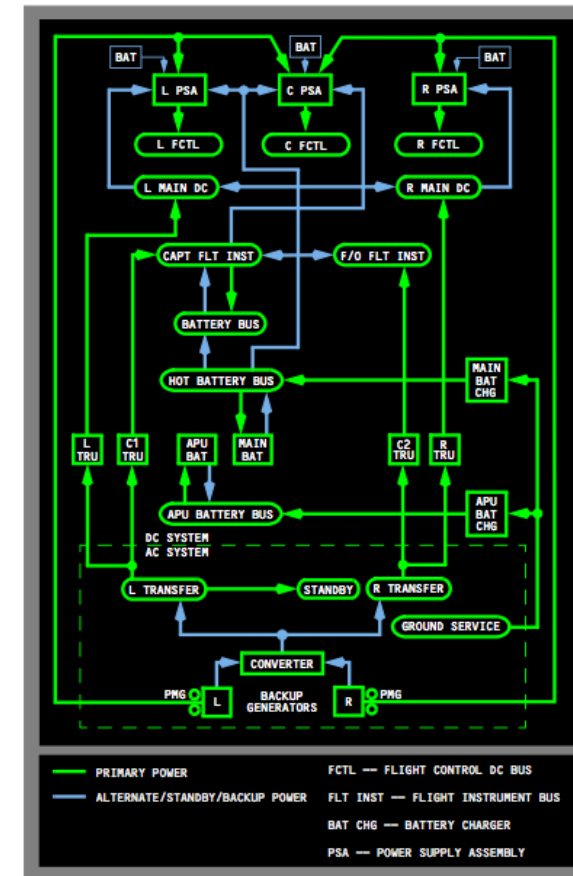 BAT
BAT
BAT
L PSA
C PSA
R PSA
L FCTL
C FCTL
R FCTL
L MAIN DC
R MAIN DC
CAPT FLT INST
F/O FLT INST
BATTERY BUS
HOT BATTERY BUS
MAIN
BAT
CHG
L
TRU
C1
TRU
APU
BAT
MAIN
BAT
C2
TRU
R
TRU
APU BATTERY BUS
APU
BAT
CHG
DC SYSTEM
AC SYSTEM
L TRANSFER
STANDBY
R TRANSFER
GROUND SERVICE
CONVERTER
PMG
L
BACKUP
GENERATORS
R
PMG
PRIMARY POWER
ALTERNATE/STANDBY/BACKUP POWER
FCTL –– FLIGHT CONTROL DC BUS
FLT INST –– FLIGHT INSTRUMENT BUS
BAT CHG –– BATTERY CHARGER
PSA –– POWER SUPPLY ASSEMBLY